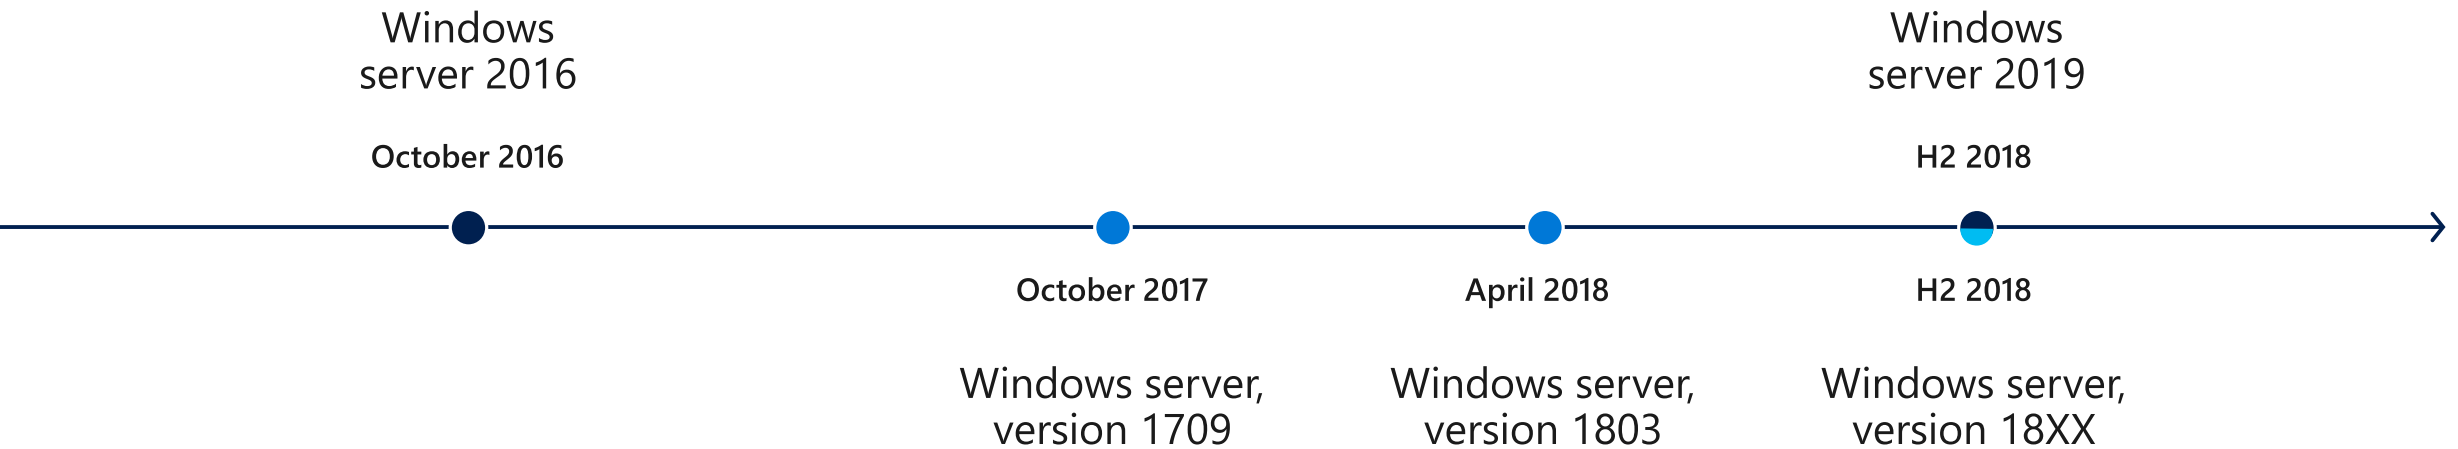 Windows
server 2016
October 2016
Windows
server 2019
H2 2018
October 2017
Windows server,
version 1709
April 2018
Windows server,
version 1803
H2 2018
Windows server,
version 18XX